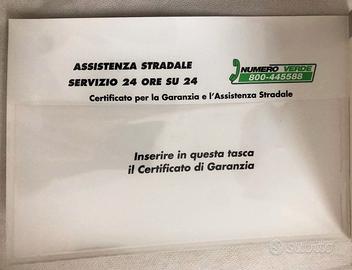 ASSISTENZA STRADALE
SERVIZIO 24 ORE SU 24
NUMERO VERDE
800-445588
Certificato per la Garanzia e l'Assistenza Stradale
Inserire in questa tasca
il Certificato di Garanzia
Subito